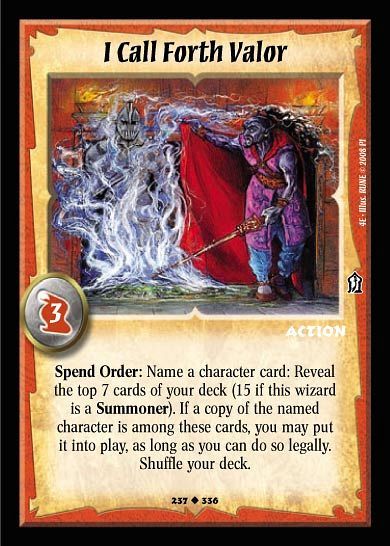 I Call Forth Valor
4E • Illus. RUNE © 2008 PI
3
ACTION
Spend Order: Name a character card: Reveal
the top 7 cards of your deck (15 if this wizard
is a Summoner). If a copy of the named
character is among these cards, you may put
it into play, as long as you can do so legally.
Shuffle your deck.
237 ◆ 336